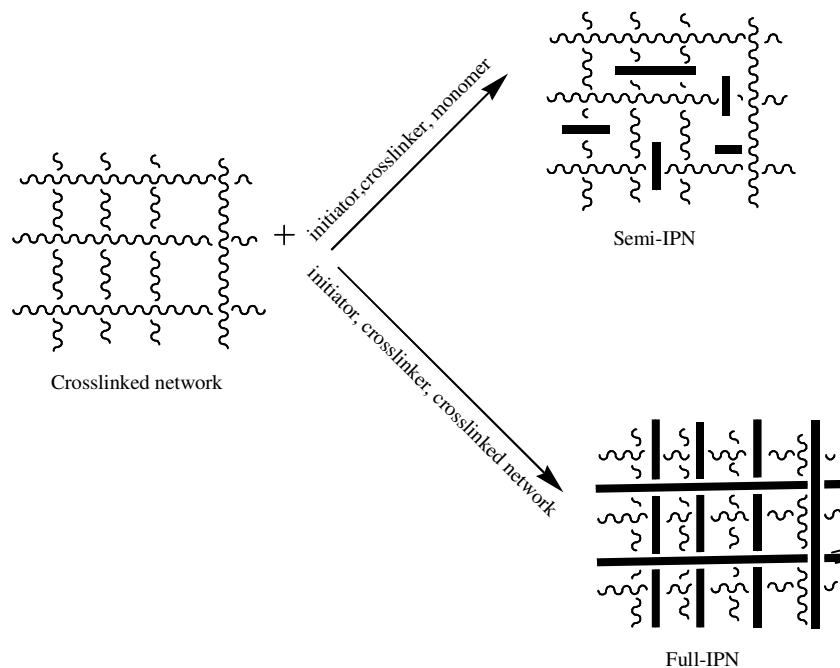 initiator,crosslinker, monomer
Semi-IPN
+
initiator, crosslinker, crosslinked network
Crosslinked network
Full-IPN